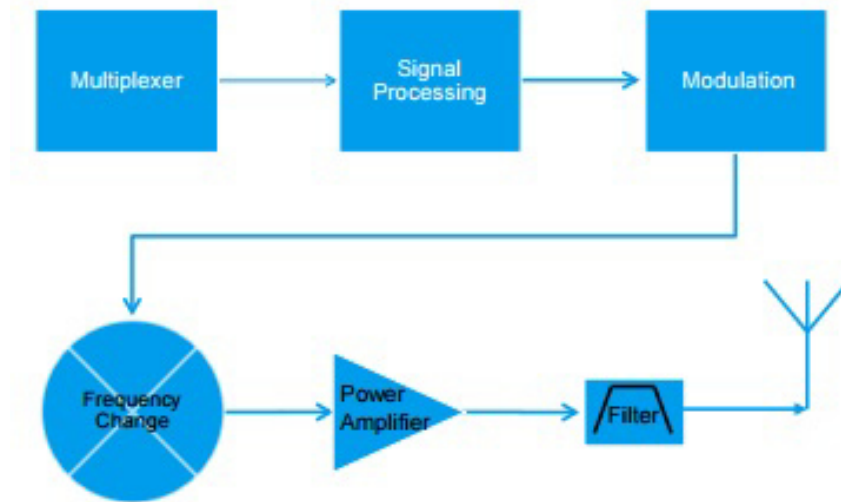 Multiplexer
Signal
Processing
Modulation
Frequency
Change
Power
Amplifier
Filter